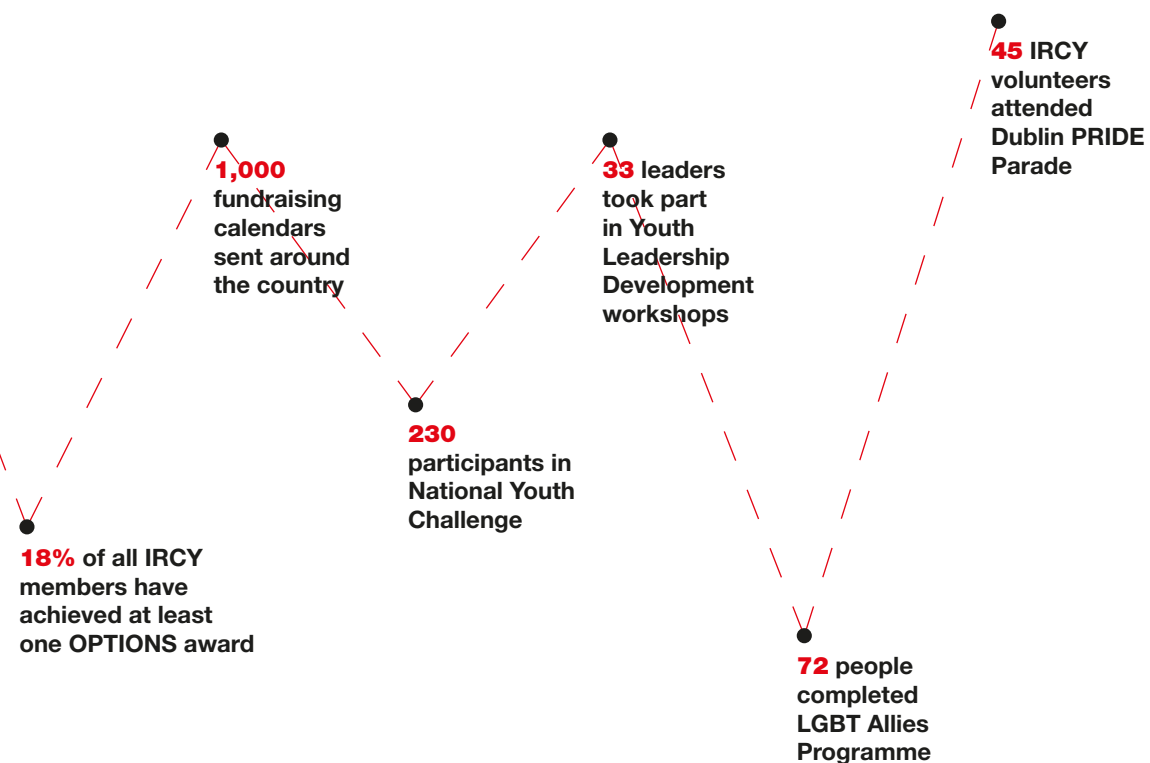 18% of all IRCY
members have
achieved at least
one OPTIONS award
1,000
fundraising
calendars
sent around
the country
230
participants in
National Youth
Challenge
33 leaders
took part
in Youth
Leadership
Development
workshops
72 people
completed
LGBT Allies
Programme
45 IRCY
volunteers
attended
Dublin PRIDE
Parade